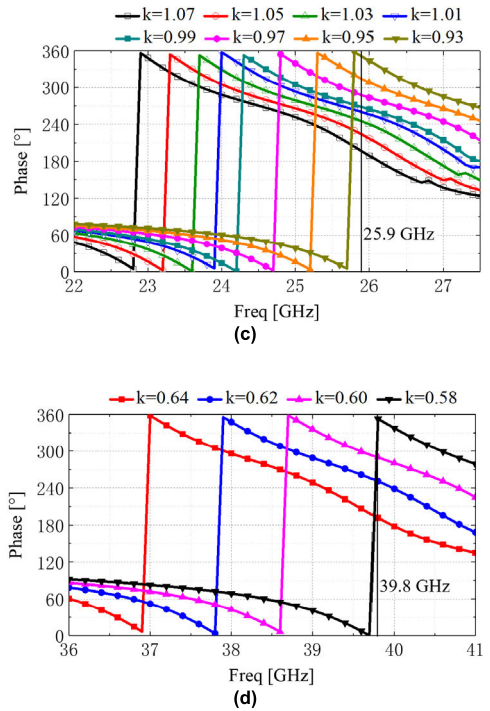 k=1.07 k=1.05 k=1.03 k=1.01
k=0.99 k=0.97 k=0.95 k=0.93
360
300
240
180
120
60
0
Phase [°]
25.9 GHz
22 23 24 25 26 27
Freq [GHz]
(c)
k=0.64 k=0.62 k=0.60 k=0.58
360
300
240
180
120
60
0
Phase [°]
39.8 GHz
36 37 38 39 40 41
Freq [GHz]
(d)